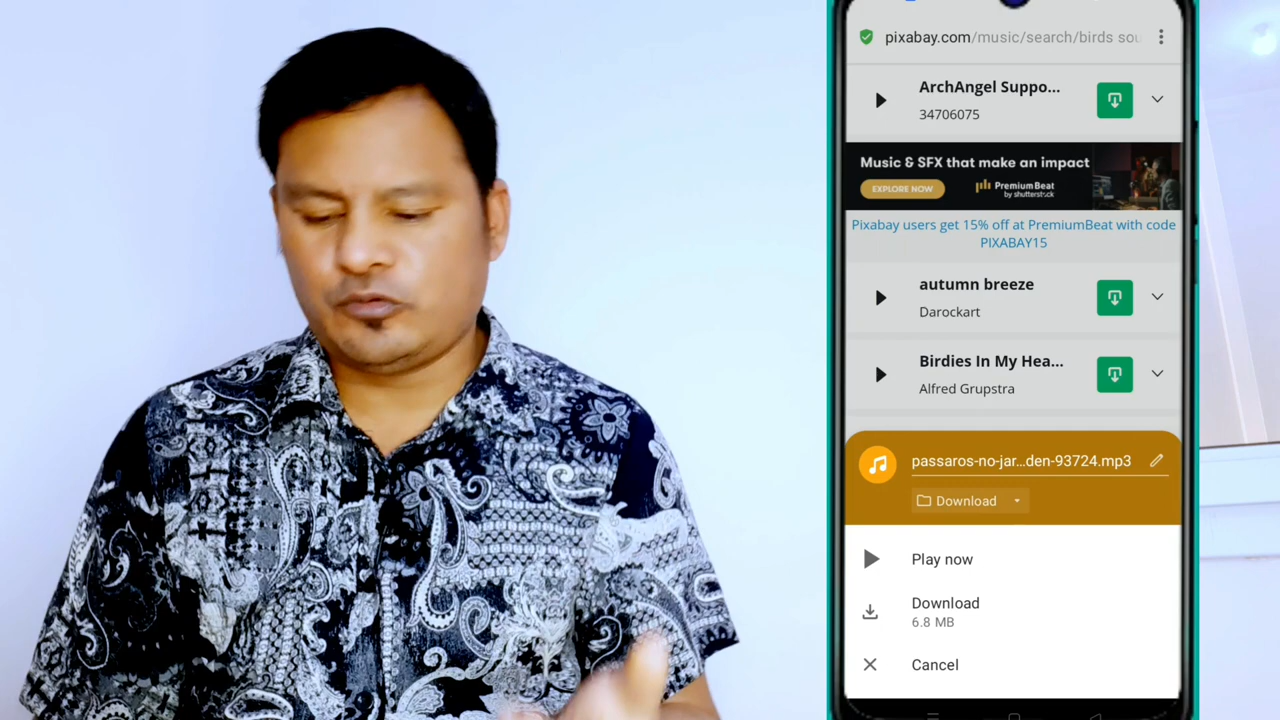 pixabay.com/music/search/birds sou
ArchAngel Suppo...
34706075
Music & SFX that make an impact
EXPLORE NOW
PremiumBeat
by shutterstock
Pixabay users get 15% off at PremiumBeat with code
PIXABAY15
autumn breeze
Darockart
Birdies In My Hea...
Alfred Grupstra
passaros-no-jar...den-93724.mp3
Download
Play now
Download
6.8 MB
Cancel